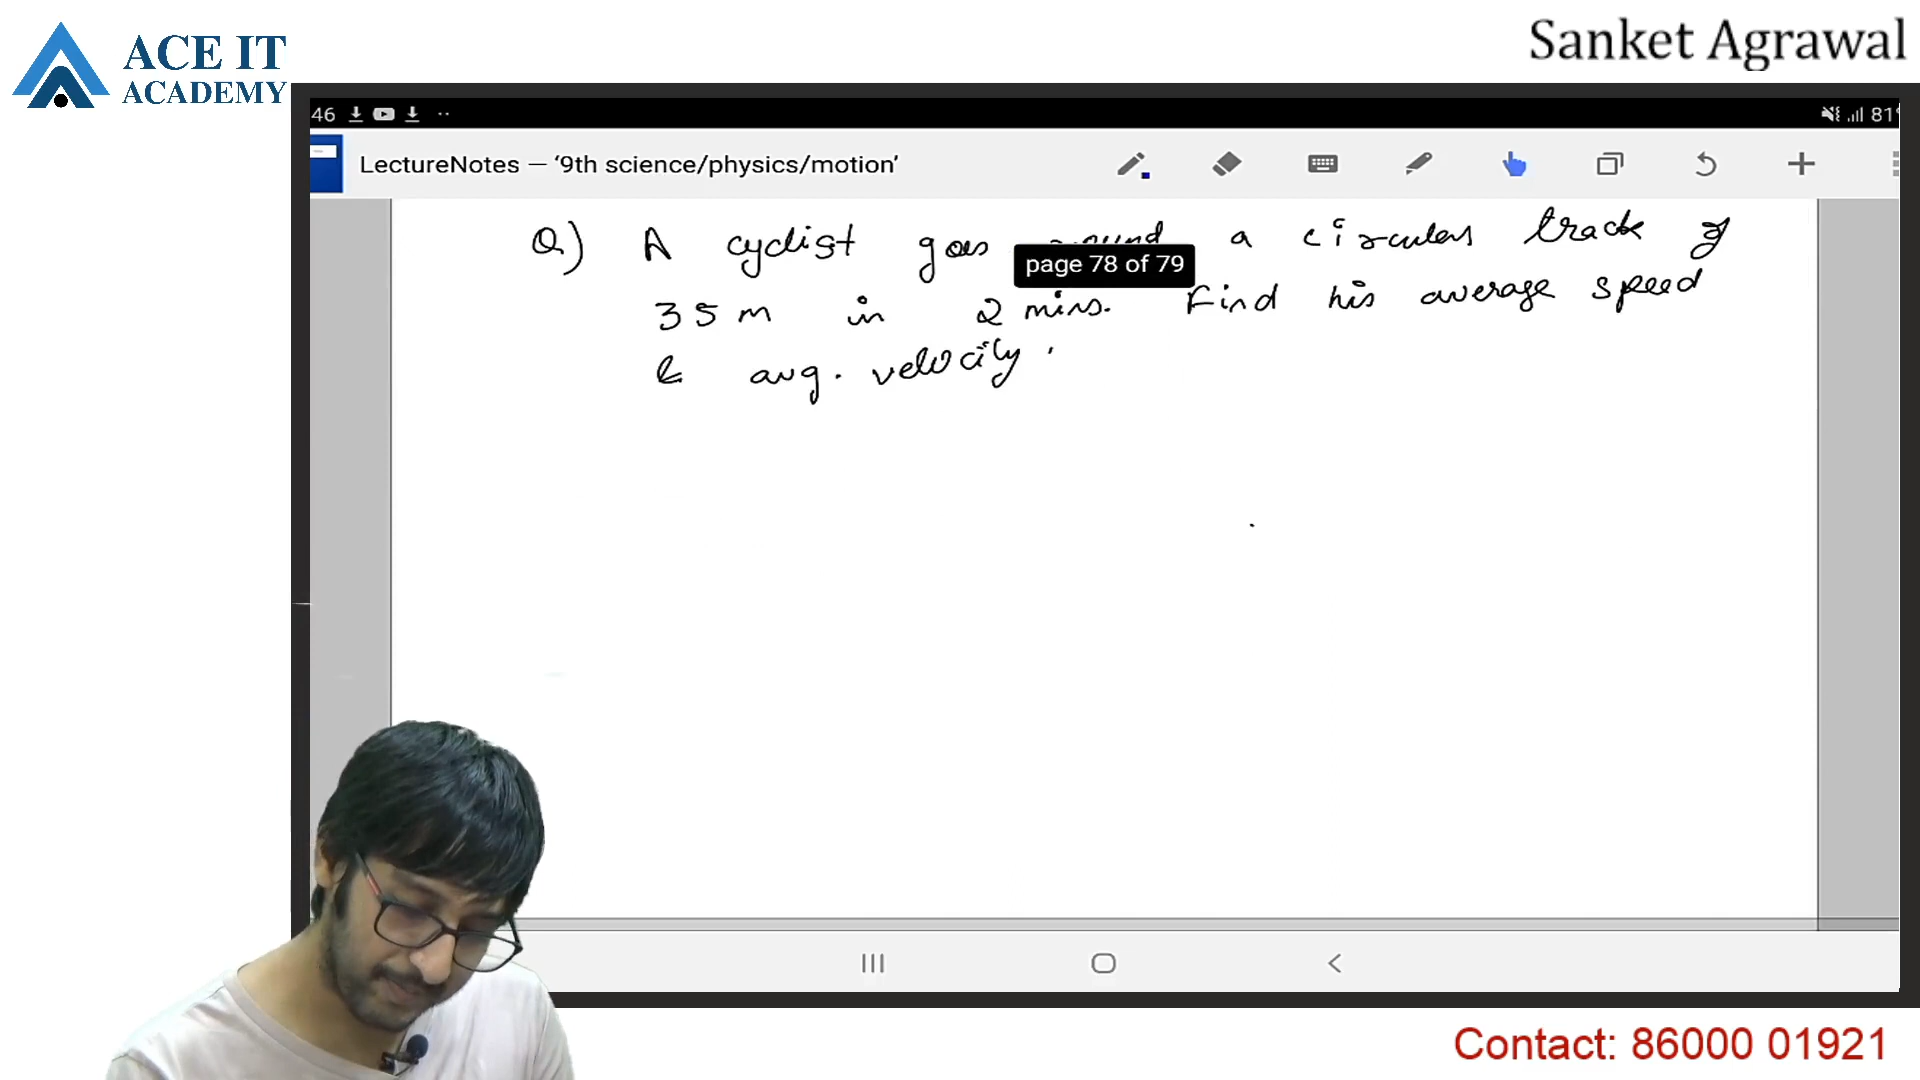 ACE IT
ACADEMY
Sanket Agrawal
46
81
LectureNotes — ‘9th science/physics/motion’
Q) A cyclist goes a circular track of
page 78 of 79
35 m in 2 mins. Find his average speed
& avg. velocity.
Contact: 86000 01921